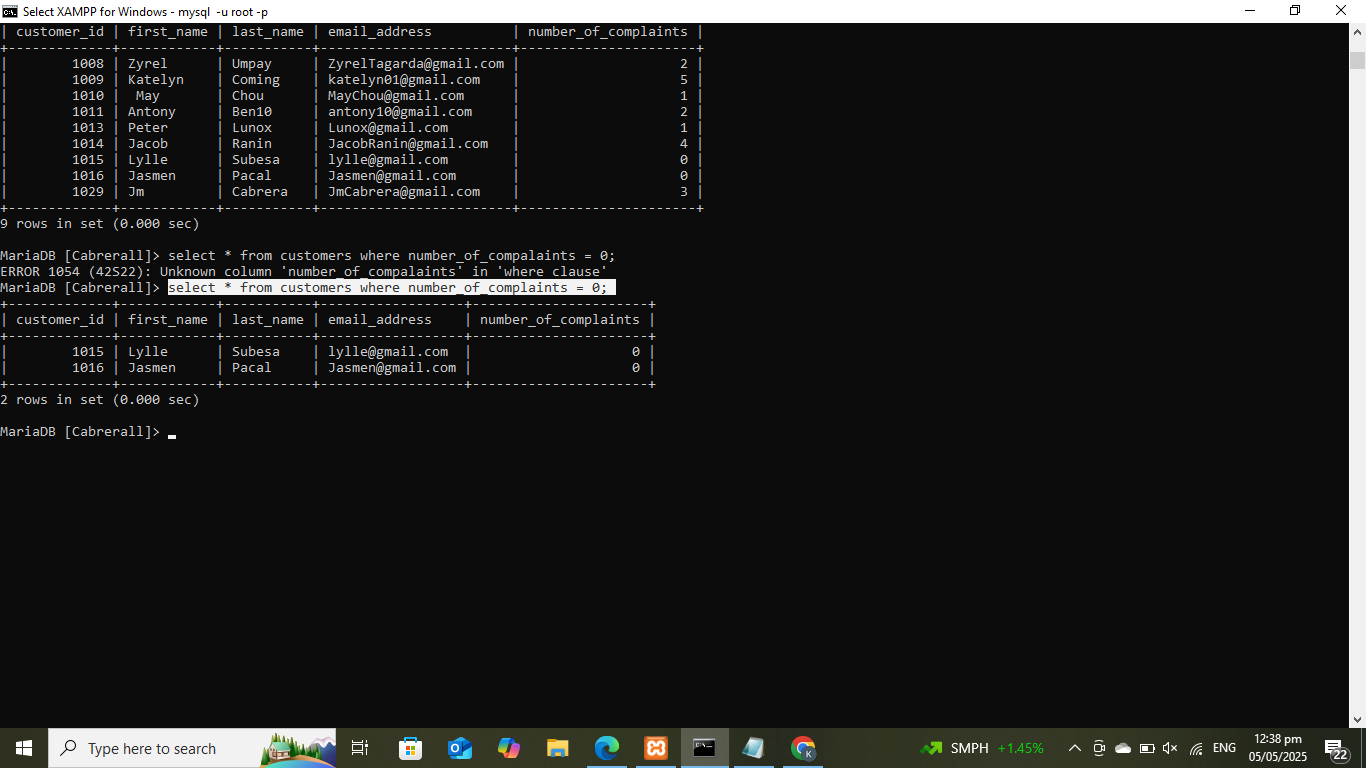 Select XAMPP for Windows - mysql  -u root -p
| customer_id | first_name | last_name | email_address          | number_of_complaints |
+-------------+------------+-----------+------------------------+----------------------+
|        1008 | Zyrel      | Umpay     | ZyrelTagarda@gmail.com |                    2 |
|        1009 | Katelyn    | Coming    | katelyn01@gmail.com    |                    5 |
|        1010 |  May       | Chou      | MayChou@gmail.com      |                    1 |
|        1011 | Antony     | Ben10     | antony10@gmail.com     |                    2 |
|        1013 | Peter      | Lunox     | Lunox@gmail.com        |                    1 |
|        1014 | Jacob      | Ranin     | JacobRanin@gmail.com   |                    4 |
|        1015 | Lylle      | Subesa    | lylle@gmail.com        |                    0 |
|        1016 | Jasmen     | Pacal     | Jasmen@gmail.com       |                    0 |
|        1029 | Jm         | Cabrera   | JmCabrera@gmail.com    |                    3 |
+-------------+------------+-----------+------------------------+----------------------+
9 rows in set (0.000 sec)
MariaDB [Cabrerall]> select * from customers where number_of_compalaints = 0;
ERROR 1054 (42S22): Unknown column 'number_of_compalaints' in 'where clause'
MariaDB [Cabrerall]> select * from customers where number_of_complaints = 0;
+-------------+------------+-----------+------------------+----------------------+
| customer_id | first_name | last_name | email_address    | number_of_complaints |
+-------------+------------+-----------+------------------+----------------------+
|        1015 | Lylle      | Subesa    | lylle@gmail.com  |                    0 |
|        1016 | Jasmen     | Pacal     | Jasmen@gmail.com |                    0 |
+-------------+------------+-----------+------------------+----------------------+
2 rows in set (0.000 sec)
MariaDB [Cabrerall]>
Type here to search
SMPH +1.45%
ENG
12:38 pm
05/05/2025
22